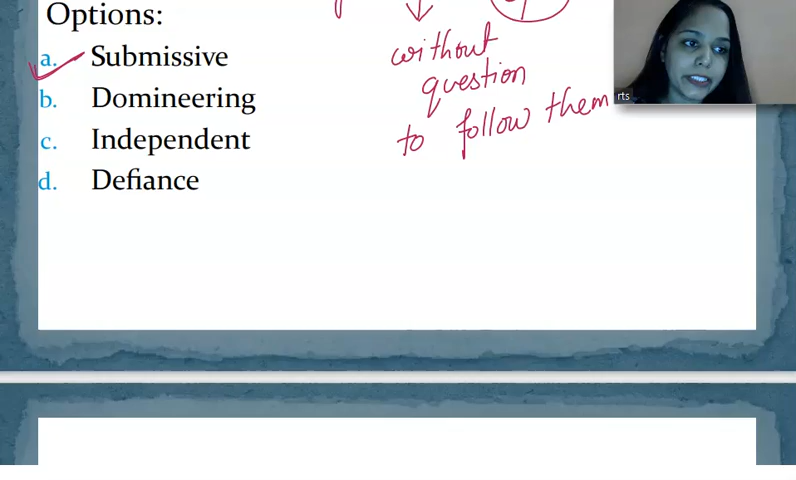 Options:
a. Submissive
b. Domineering
c. Independent
d. Defiance
without
question
to follow them
rts